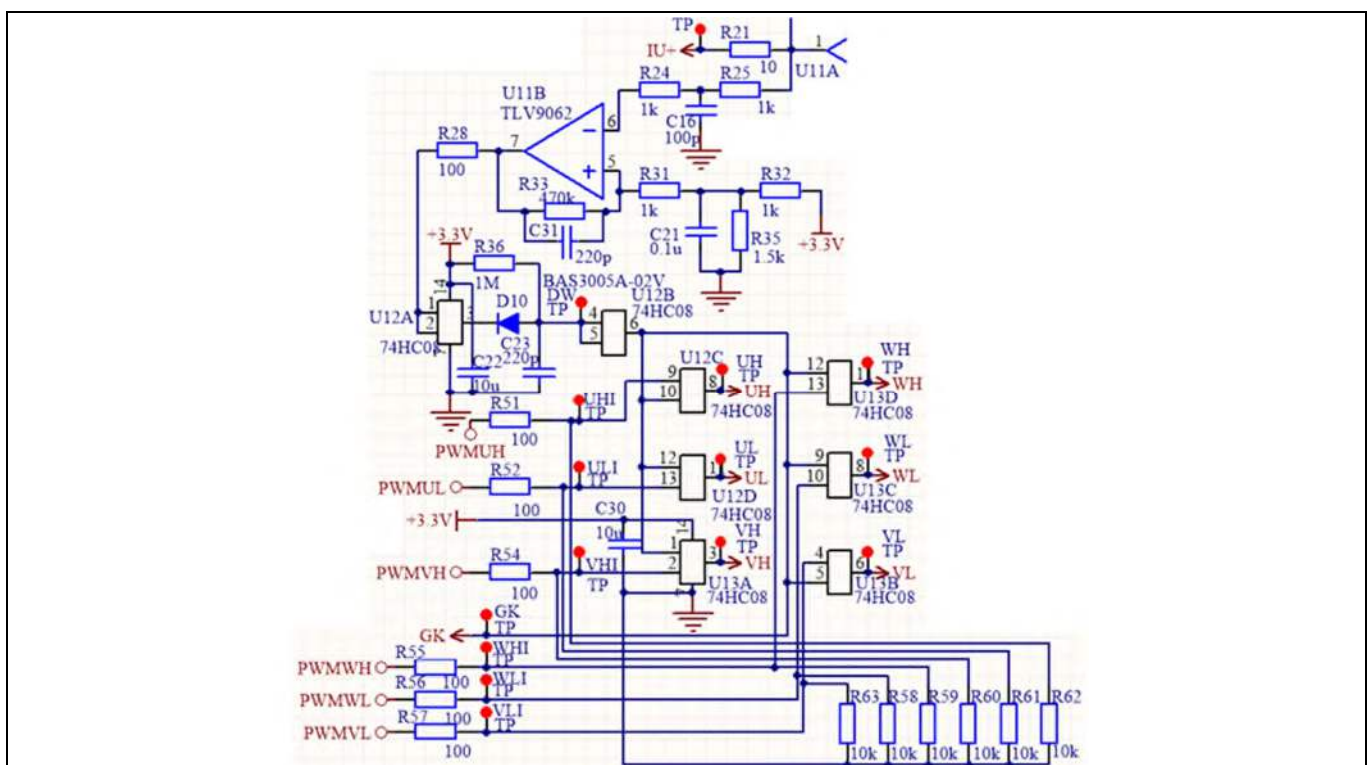 TP
R21
IU+
10
1
U11A
R24
R25
1k
1k
U11B
TLV9062
6
C16
100p
R28
7
100
5
R31
R32
R33
470k
1k
1k
C31
220p
C21
0.1u
R35
1.5k
+3.3V
+3.3V
R36
1M
14
BAS3005A-02V
D10
DW
TP
U12B
74HC08
1
2
3
4
5
6
U12A
74HC08
7
C23
220p
C22
10u
U12C
UH
TP
9
10
8
UH
74HC08
WH
TP
12
13
1
WH
U13D
74HC08
R51
UHI
TP
100
PWMUH
ULI
TP
UL
TP
12
13
1
UL
U12D
74HC08
WL
TP
9
10
8
WL
U13C
74HC08
PWMUL
R52
100
C30
10u
+3.3V
14
VH
TP
1
2
3
VH
U13A
74HC08
7
VL
TP
4
5
6
VL
U13B
74HC08
PWMVH
R54
100
VHI
TP
GK
TP
GK
WHI
TP
PWMWH
R55
100
WLI
TP
PWMWL
R56
100
VLI
TP
PWMVL
R57
100
R63
R58
R59
R60
R61
R62
10k
10k
10k
10k
10k
10k